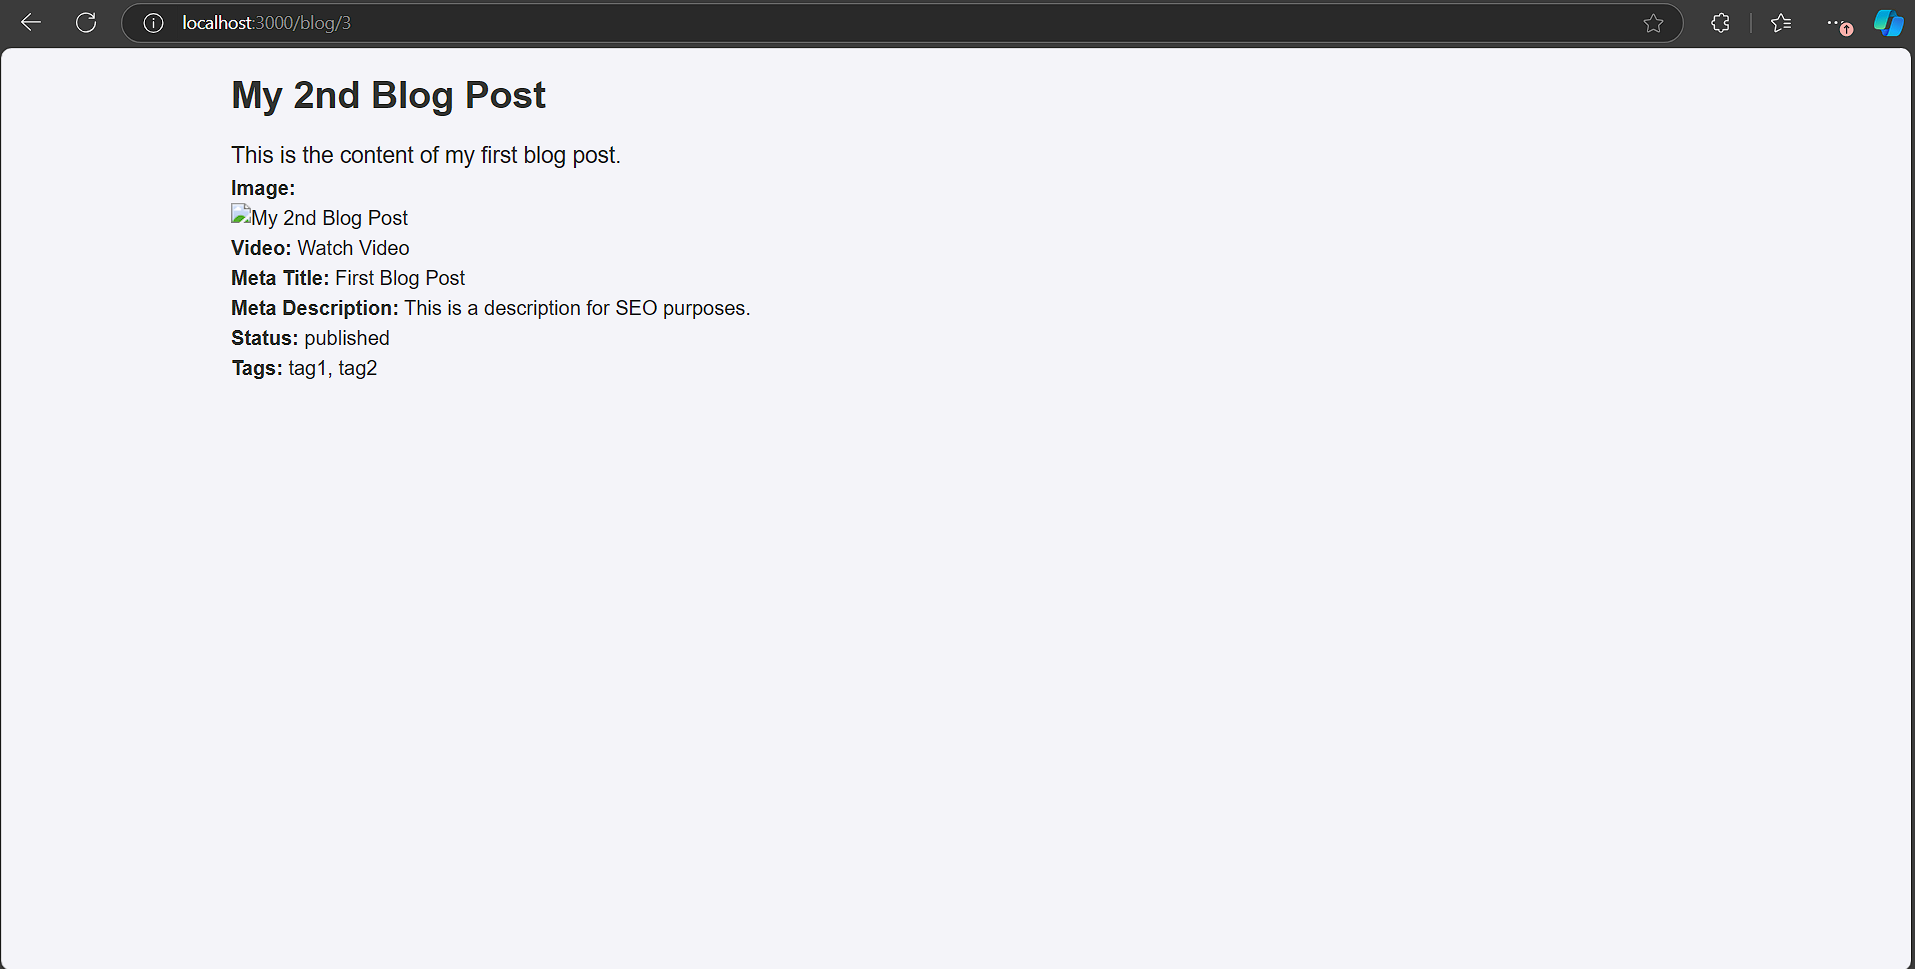 localhost:3000/blog/3
My 2nd Blog Post
This is the content of my first blog post.
Image:
My 2nd Blog Post
Video: Watch Video
Meta Title: First Blog Post
Meta Description: This is a description for SEO purposes.
Status: published
Tags: tag1, tag2